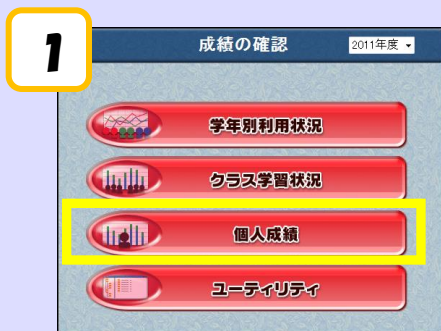 1
成績の確認 2011年度
学年別利用状況
クラス学習状況
個人成績
ユーティリティ